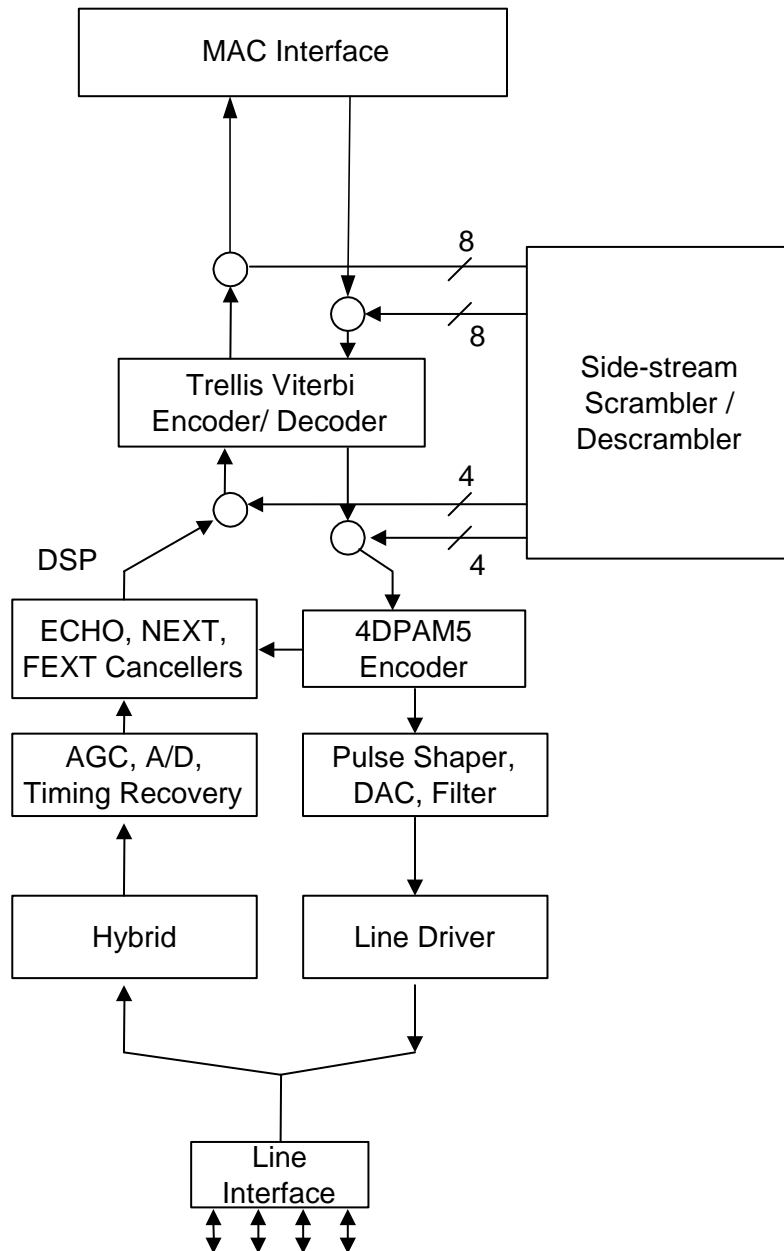 MAC Interface
8
8
Side-stream
Scrambler /
Descrambler
Trellis Viterbi
Encoder/ Decoder
4
4
DSP
ECHO, NEXT,
FEXT Cancellers
4DPAM5
Encoder
AGC, A/D,
Timing Recovery
Pulse Shaper,
DAC, Filter
Hybrid
Line Driver
Line
Interface